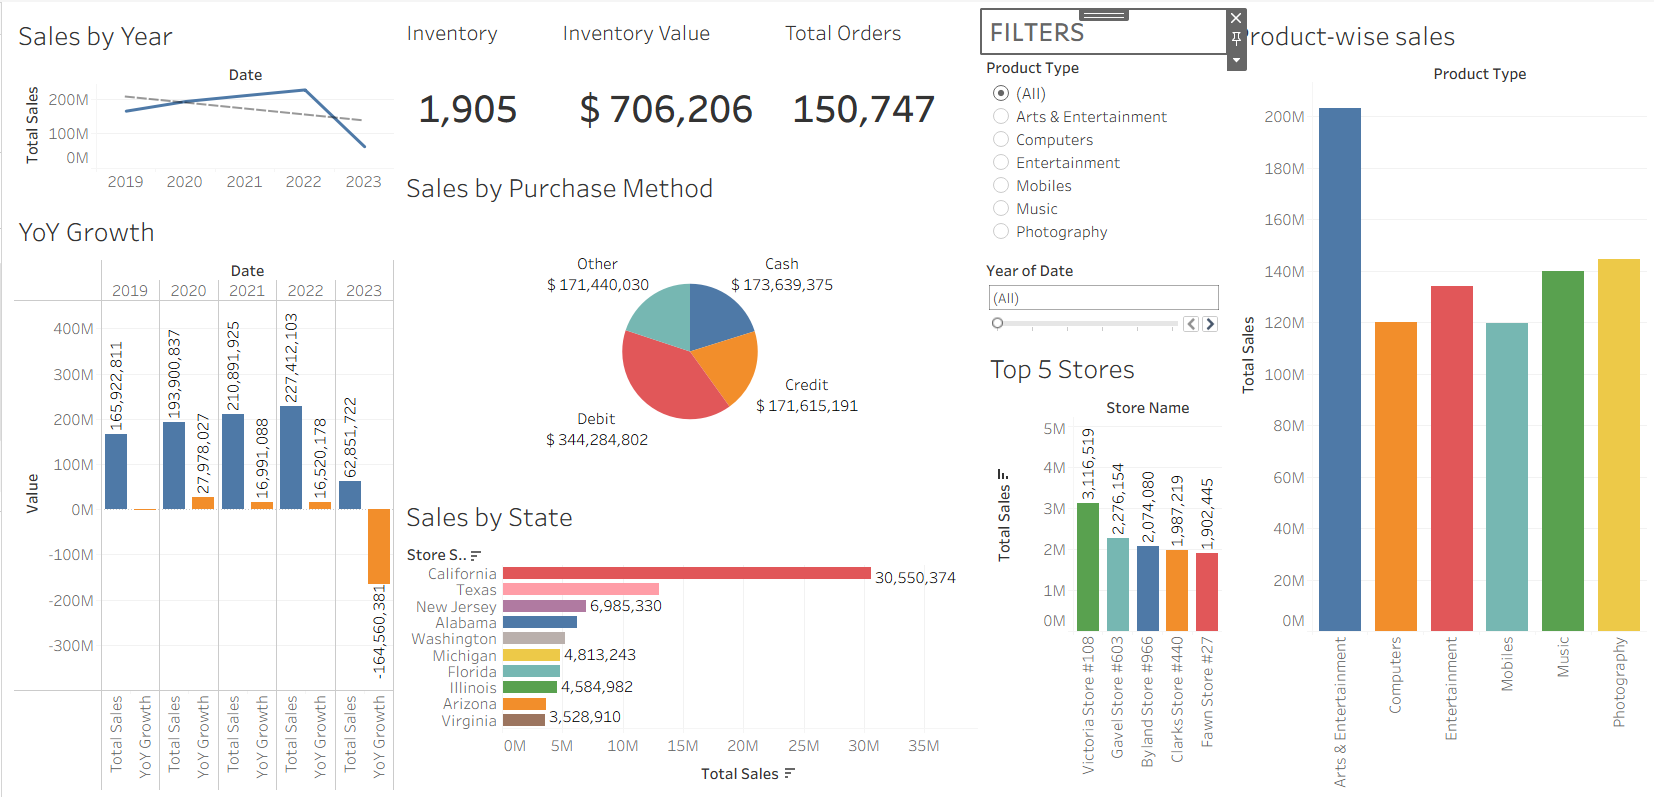 Sales by Year
Date
Total Sales
200M
100M
0M
2019 2020 2021 2022 2023
YoY Growth
Date
2019 2020 2021 2022 2023
Value
400M
300M
200M
100M
0M
-100M
-200M
-300M
165,922,811
193,900,837
27,978,027
210,891,925
16,991,088
227,412,103
16,520,178
62,851,722
-164,560,381
Total Sales
YoY Growth
Total Sales
YoY Growth
Total Sales
YoY Growth
Total Sales
YoY Growth
Total Sales
YoY Growth
Inventory
1,905
Inventory Value
$ 706,206
Total Orders
150,747
Sales by Purchase Method
Other
$ 171,440,030
Cash
$ 173,639,375
Credit
$ 171,615,191
Debit
$ 344,284,802
Sales by State
Store S..
California 30,550,374
Texas
New Jersey 6,985,330
Alabama
Washington
Michigan 4,813,243
Florida
Illinois 4,584,982
Arizona
Virginia 3,528,910
0M 5M 10M 15M 20M 25M 30M 35M
Total Sales
FILTERS
Product Type
(All)
Arts & Entertainment
Computers
Entertainment
Mobiles
Music
Photography
Year of Date
(All)
Top 5 Stores
Store Name
Total Sales
5M
4M
3M
2M
1M
0M
3,116,519
2,276,154
2,074,080
1,987,219
1,902,445
Victoria Store #108
Gavel Store #603
Byland Store #966
Clarks Store #440
Fawn Store #27
Product-wise sales
Product Type
Total Sales
200M
180M
160M
140M
120M
100M
80M
60M
40M
20M
0M
Arts & Entertainment
Computers
Entertainment
Mobiles
Music
Photography